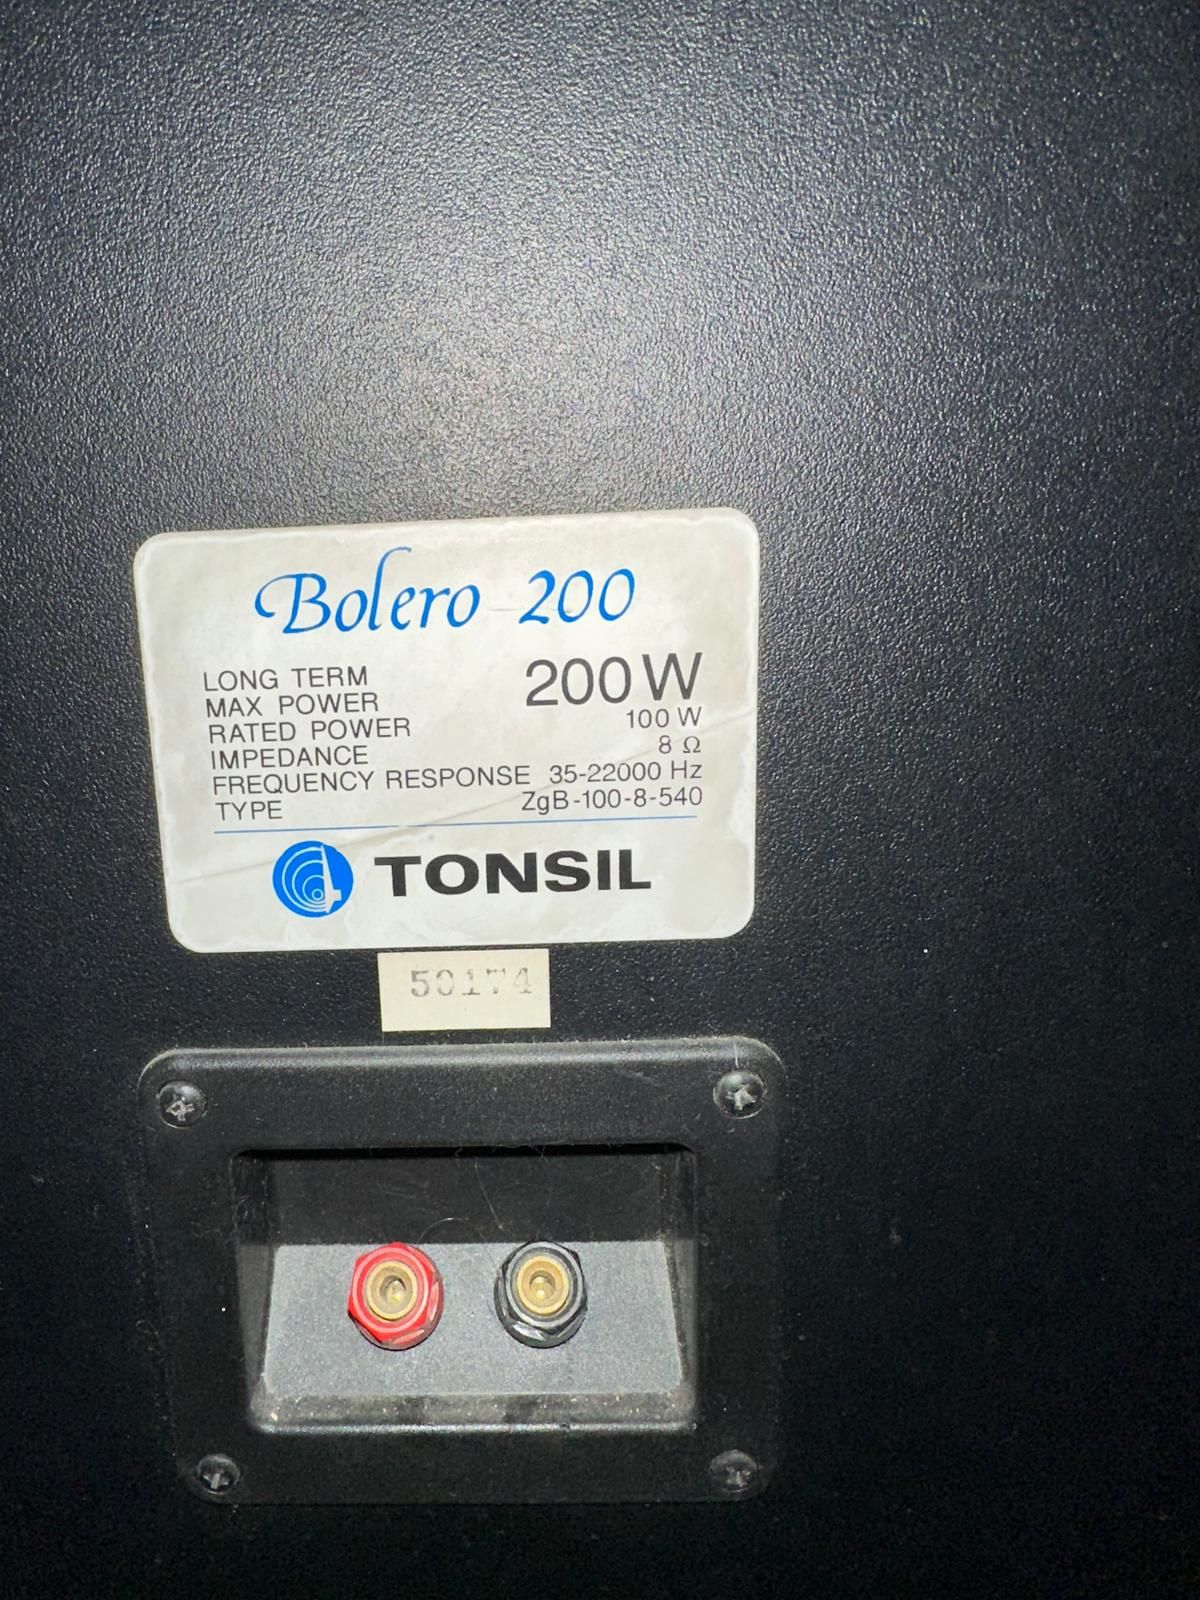 Bolero 200
LONG TERM
MAX POWER 200 W
RATED POWER 100 W
IMPEDANCE 8 Ω
FREQUENCY RESPONSE 35-22000 Hz
TYPE ZgB-100-8-540
TONSIL
50174